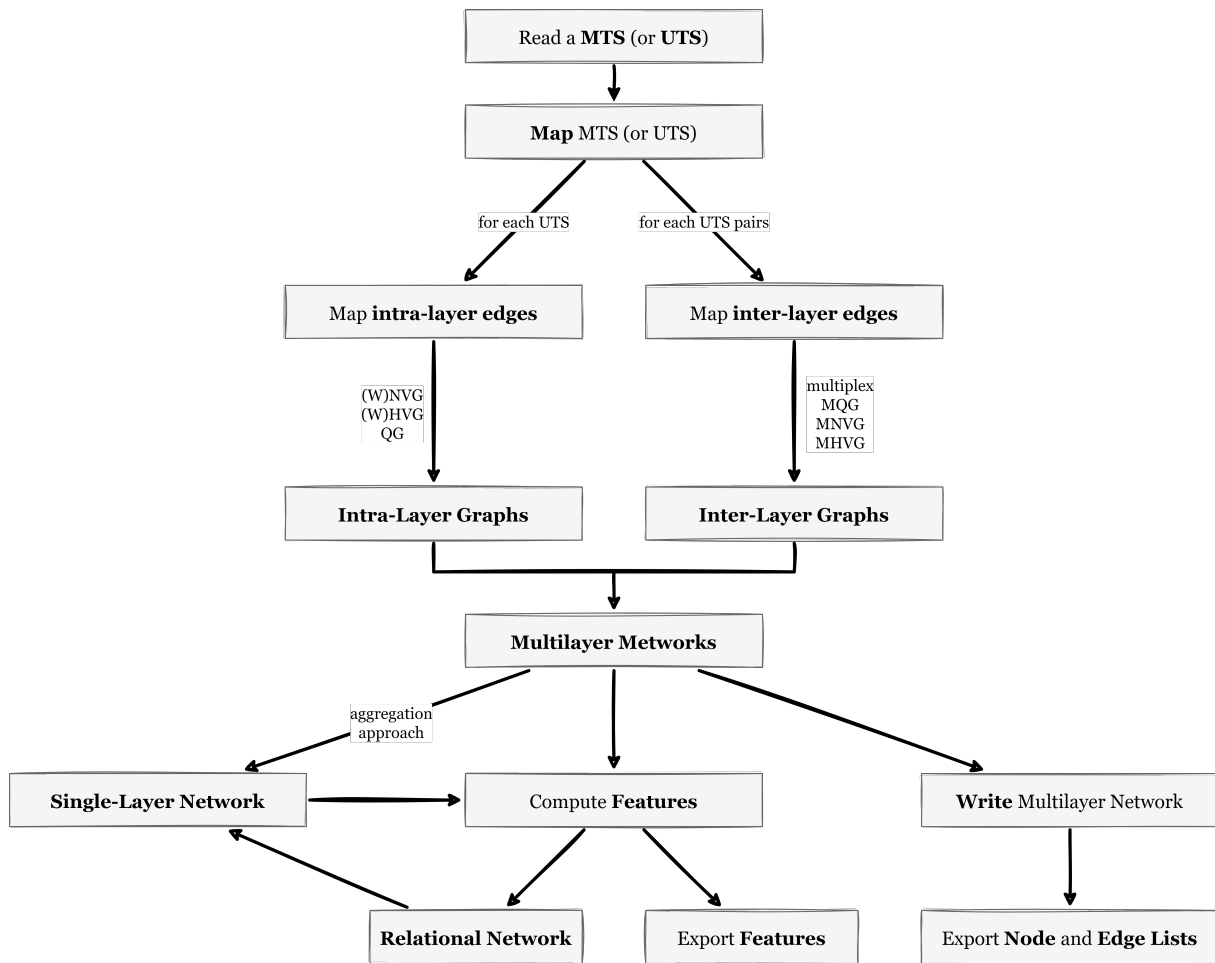 Read a MTS (or UTS)
Map MTS (or UTS)
for each UTS
for each UTS pairs
Map intra-layer edges
Map inter-layer edges
(W)NVG
(W)HVG
QG
multiplex
MQG
MNVG
MHVG
Intra-Layer Graphs
Inter-Layer Graphs
Multilayer Metworks
aggregation
approach
Single-Layer Network
Compute Features
Write Multilayer Network
Relational Network
Export Features
Export Node and Edge Lists